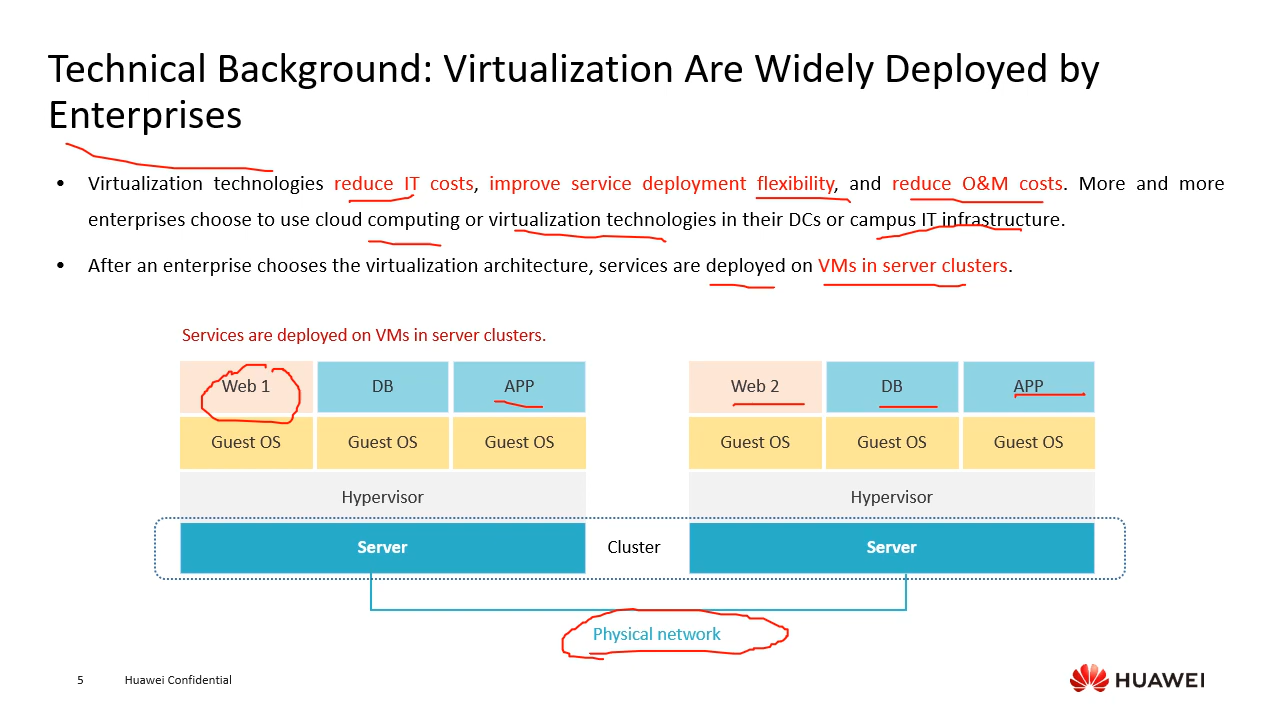 Technical Background: Virtualization Are Widely Deployed by
Enterprises
• Virtualization technologies reduce IT costs, improve service deployment flexibility, and reduce O&M costs. More and more
enterprises choose to use cloud computing or virtualization technologies in their DCs or campus IT infrastructure.
• After an enterprise chooses the virtualization architecture, services are deployed on VMs in server clusters.
Services are deployed on VMs in server clusters.
Web 1 DB APP Web 2 DB APP
Guest OS Guest OS Guest OS Guest OS Guest OS Guest OS
Hypervisor Hypervisor
Server Cluster Server
Physical network
5 Huawei Confidential
HUAWEI